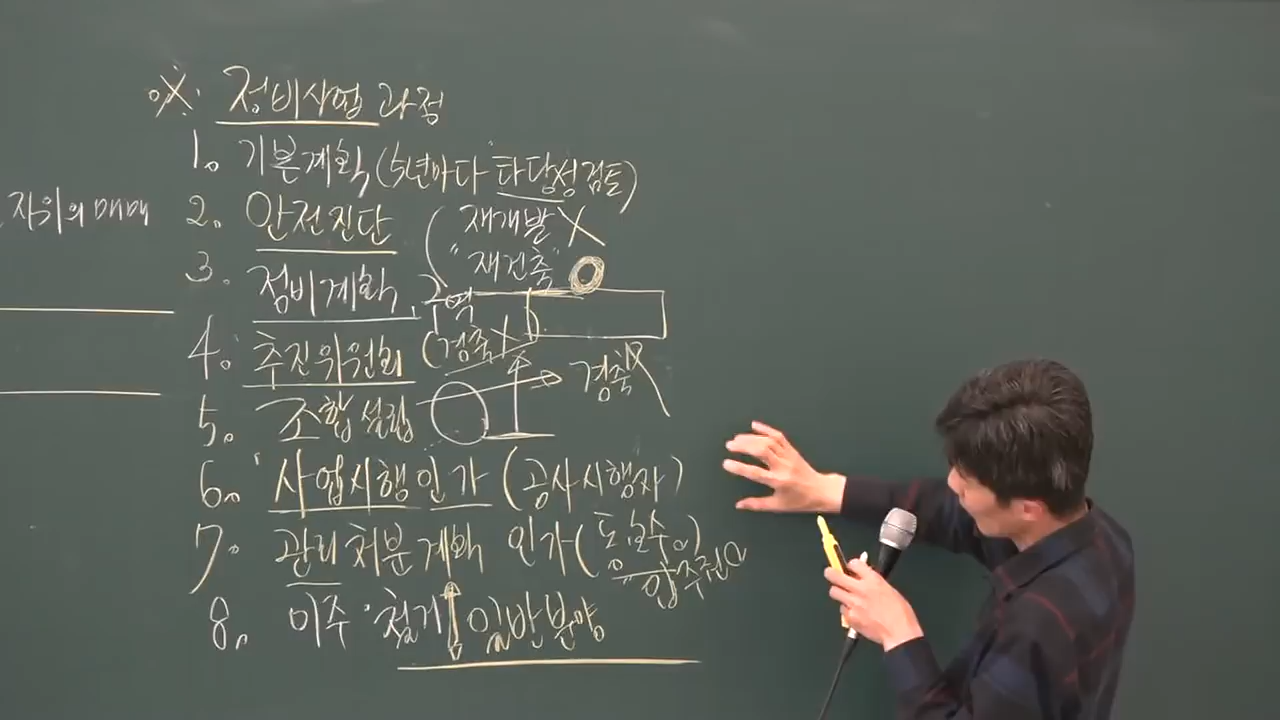 ※ 정비사업 과정
1. 기본계획 (5년마다 "타당성 검토)
자위의 매매
2. 안전진단 (재개발 X
"재건축" O
3. 정비계획, 구역
4. 추진위원회 (경축X)
경축
5. 조합설립
6. 사업시행인가 (공사시행자)
7. 관리처분계획 인가 (동·호수
입주권
8. 이주·철거 일반분양